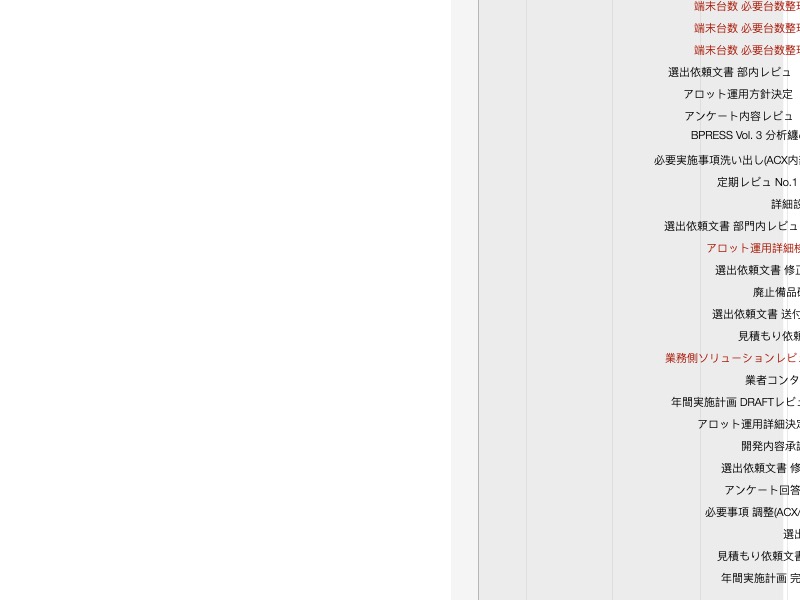 端末台数 必要台数整理
端末台数 必要台数整理
端末台数 必要台数整
選出依頼文書 部内レビュ
アロット運用方針決定
アンケート内容レビュ
BPRESS Vol. 3 分析纏
必要実施事項洗い出し(ACX内
定期レビュ No.1
詳細設
選出依頼文書 部門内レビュ
アロット運用詳細検
選出依頼文書 修正
廃止備品
選出依頼文書 送付
見積もり依頼
業務側ソリューションレビュ
業者コンタ
年間実施計画 DRAFTレビュ
アロット運用詳細決定
開発内容承認
選出依頼文書 修
アンケート回答
必要事項 調整(ACX/
選出
見積もり依頼文書
年間実施計画 完